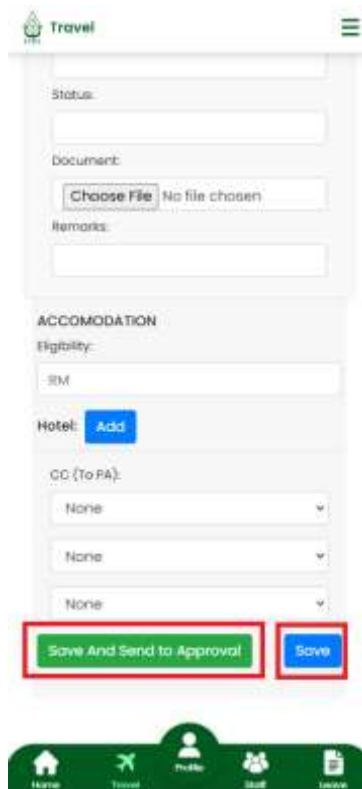 Travel
Status:
Document:
Choose File No file chosen
Remarks:
ACCOMODATION
Eligibility:
RM
Hotel: Add
CC (To PA):
None
None
None
Save And Send to Approval Save
Home Travel Profile Staff Leave